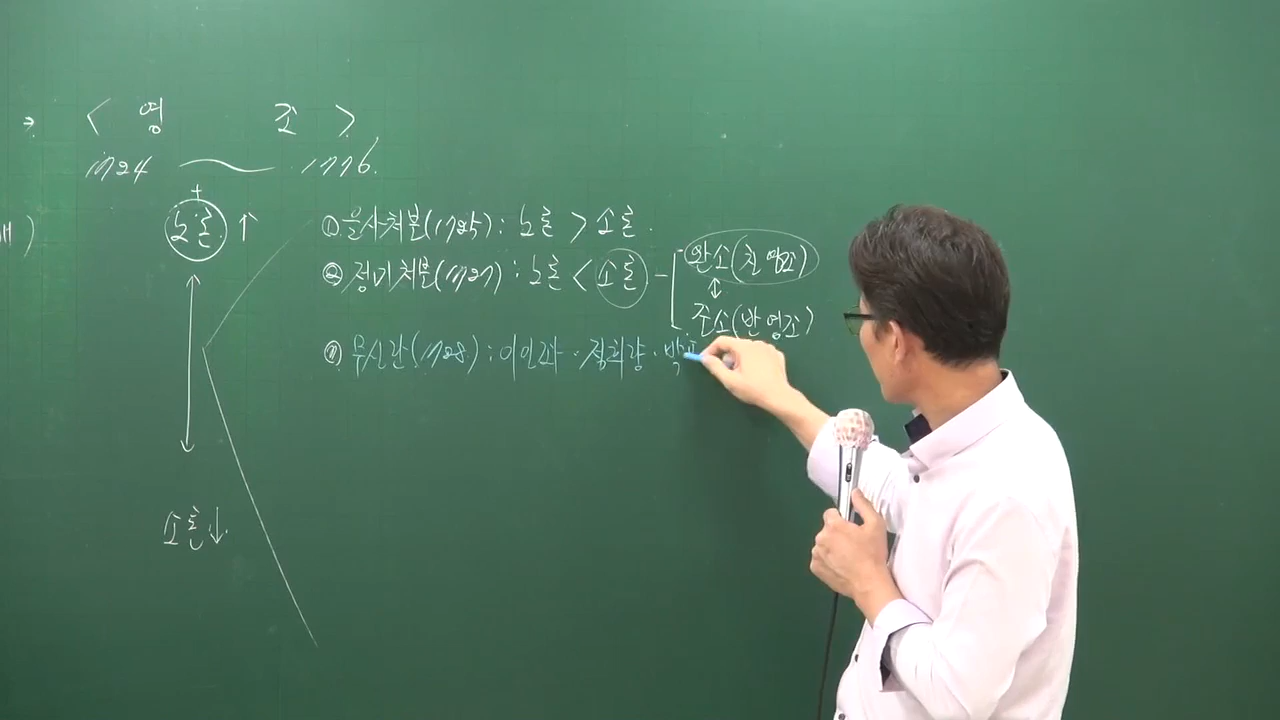 → < 영 조 >
1724 ~ 1776.
+
노론 ↑
① 을사처분(1725) : 노론 > 소론.
② 정미처분(1727) : 노론 < 소론 - 완소(친영조)
↕
준소(반영조)
③ 무신란(1728) : 이인좌 · 정희량 · 박
소론 ↓